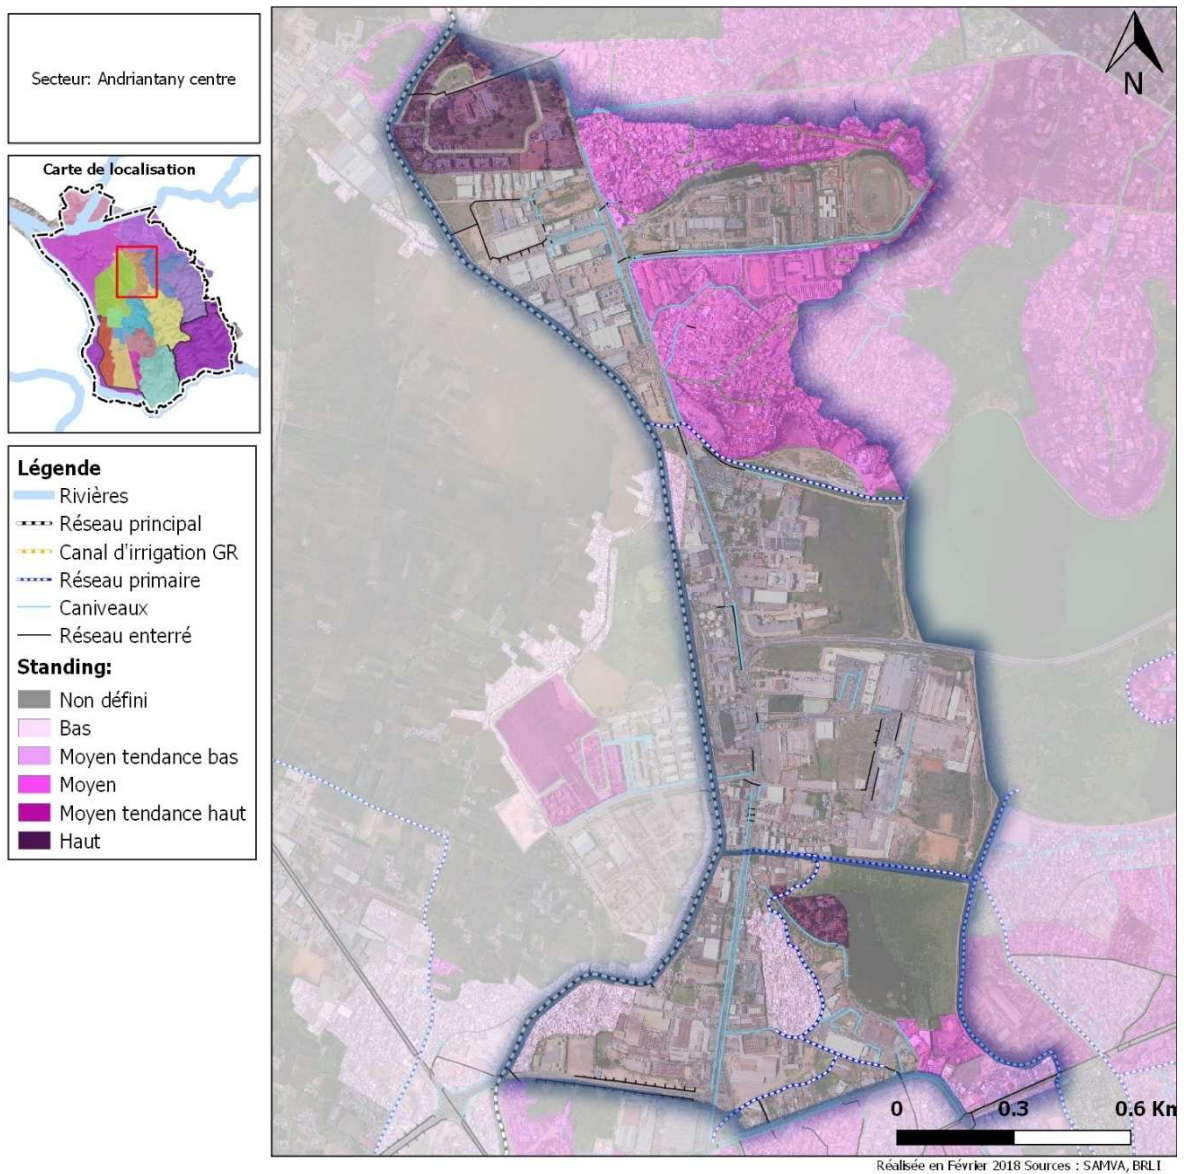 Secteur: Andriantany centre
Carte de localisation
Légende
Rivières
Réseau principal
Canal d'irrigation GR
Réseau primaire
Caniveaux
Réseau enterré
Standing:
Non défini
Bas
Moyen tendance bas
Moyen
Moyen tendance haut
Haut
N
0 0.3 0.6 Km
Réalisée en Février 2018 Sources : SAMVA, BRLI